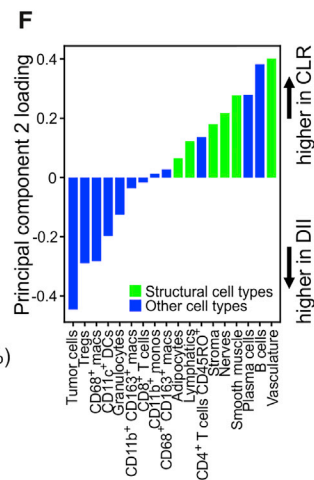 F
Principal component 2 loading
0.4
0.2
0
-0.2
-0.4
higher in CLR
higher in DII
Structural cell types
Other cell types
Tumor cells
Tregs
CD68+ macs
CD11c+ DCs
Granulocytes
CD11b+ CD163+ macs
CD8+ T cells
CD11b+ monos
CD68+ CD163+ macs
Adipocytes
Lymphatics
CD4+ T cells CD45RO+
Stroma
Nerves
Smooth muscle
Plasma cells
B cells
Vasculature